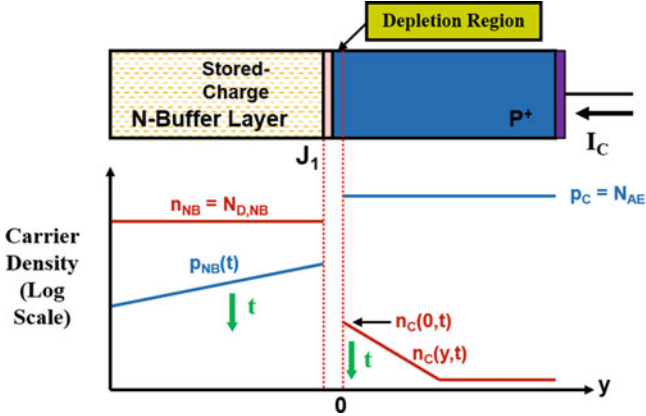 Depletion Region
Stored-
Charge
N-Buffer Layer
P+
J1
IC
nNB = ND,NB
pC = NAE
Carrier
Density
(Log
Scale)
pNB(t)
t
nC(0,t)
t
nC(y,t)
0
y